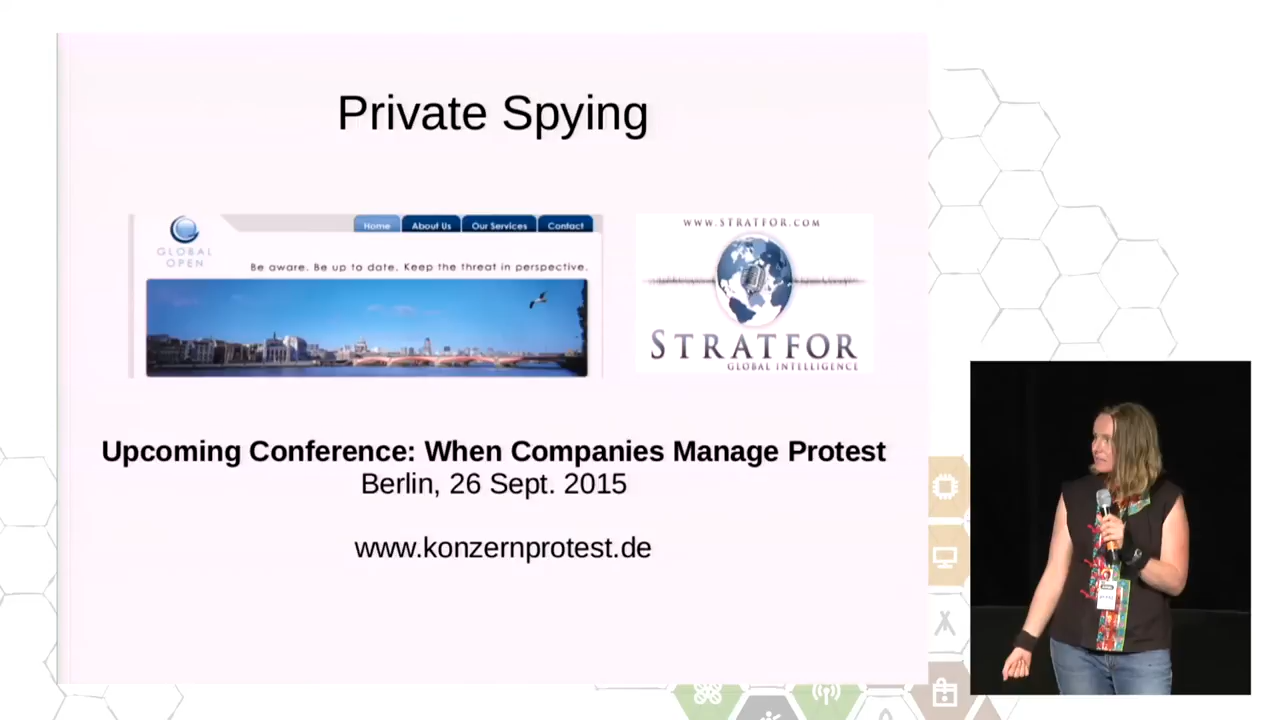 Private Spying
GLOBAL
OPEN
Home
About Us
Our Services
Contact
Be aware. Be up to date. Keep the threat in perspective.
WWW.STRATFOR.COM
STRATFOR
GLOBAL INTELLIGENCE
Upcoming Conference: When Companies Manage Protest
Berlin, 26 Sept. 2015
www.konzernprotest.de